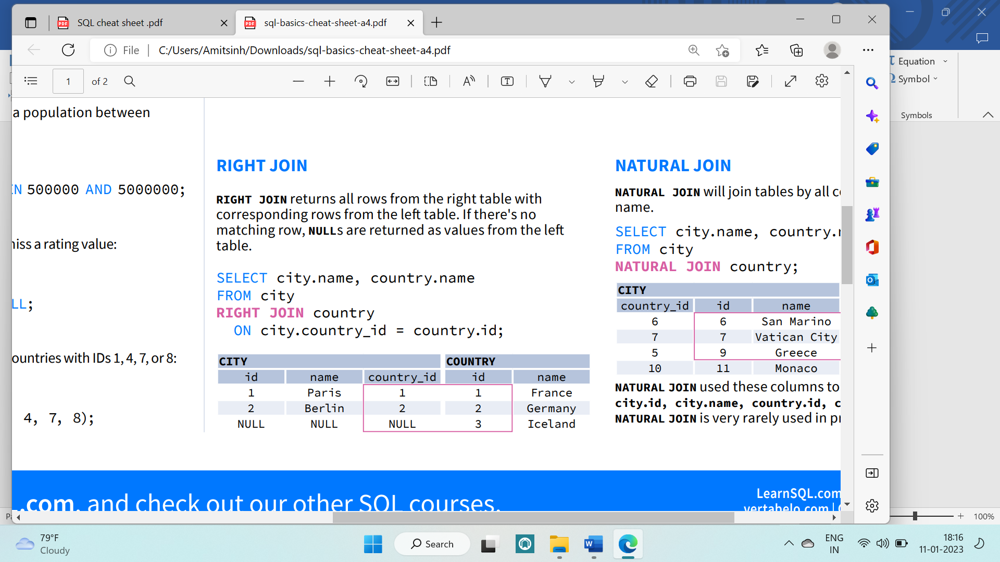 SQL cheat sheet .pdf
sql-basics-cheat-sheet-a4.pdf
File
C:/Users/Amitsinh/Downloads/sql-basics-cheat-sheet-a4.pdf
1
of 2
Equation
Symbol
Symbols
a population between
IN 500000 AND 5000000;
miss a rating value:
LL;
ountries with IDs 1, 4, 7, or 8:
4, 7, 8);
RIGHT JOIN
RIGHT JOIN returns all rows from the right table with
corresponding rows from the left table. If there's no
matching row, NULLs are returned as values from the left
table.
SELECT city.name, country.name
FROM city
RIGHT JOIN country
ON city.country_id = country.id;
CITY COUNTRY
id name country_id id name
1 Paris 1 1 France
2 Berlin 2 2 Germany
NULL NULL NULL 3 Iceland
NATURAL JOIN
NATURAL JOIN will join tables by all c
name.
SELECT city.name, country.n
FROM city
NATURAL JOIN country;
CITY
country_id id name
6 6 San Marino
7 7 Vatican City
5 9 Greece
10 11 Monaco
NATURAL JOIN used these columns to
city.id, city.name, country.id, c
NATURAL JOIN is very rarely used in pr
.com, and check out our other SQL courses.
LearnSQL.com
vertabelo.com |
100%
79°F
Cloudy
Search
ENG
IN
18:16
11-01-2023